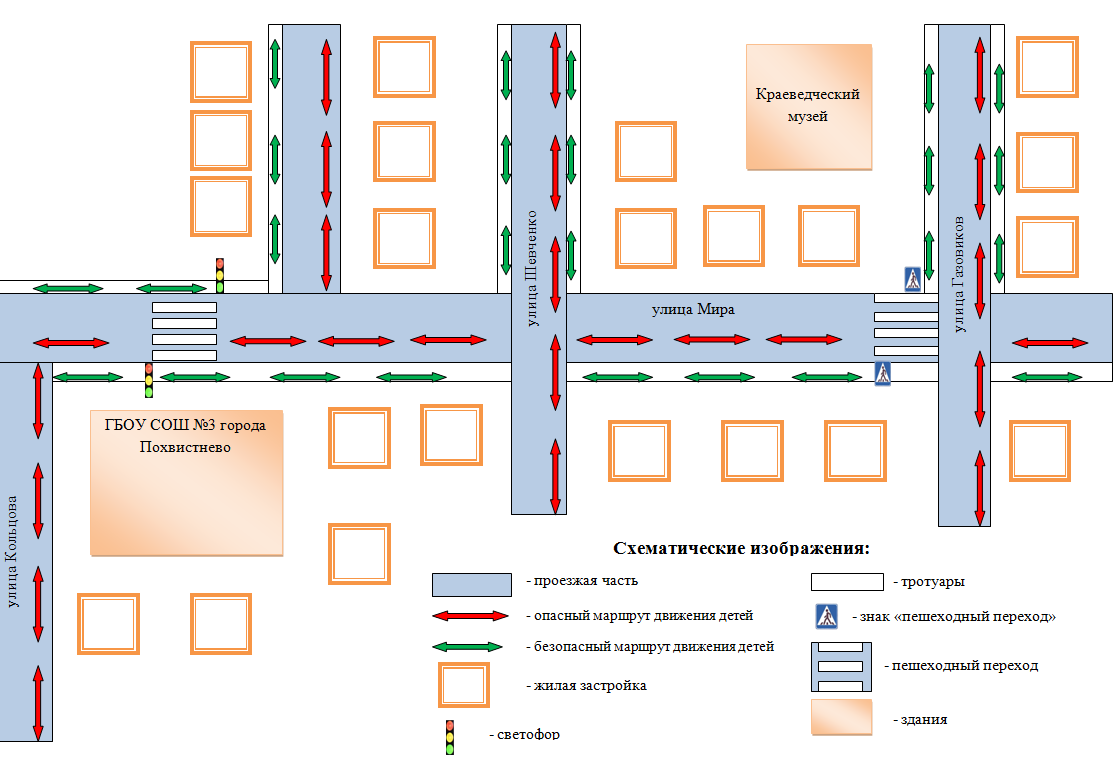 Краеведческий
музей
улица Шевченко
улица Газовиков
улица Мира
ГБОУ СОШ №3 города
Похвистнево
улица Кольцова
Схематические изображения:
- проезжая часть
- тротуары
- опасный маршрут движения детей
- знак «пешеходный переход»
- безопасный маршрут движения детей
- пешеходный переход
- жилая застройка
- здания
- светофор